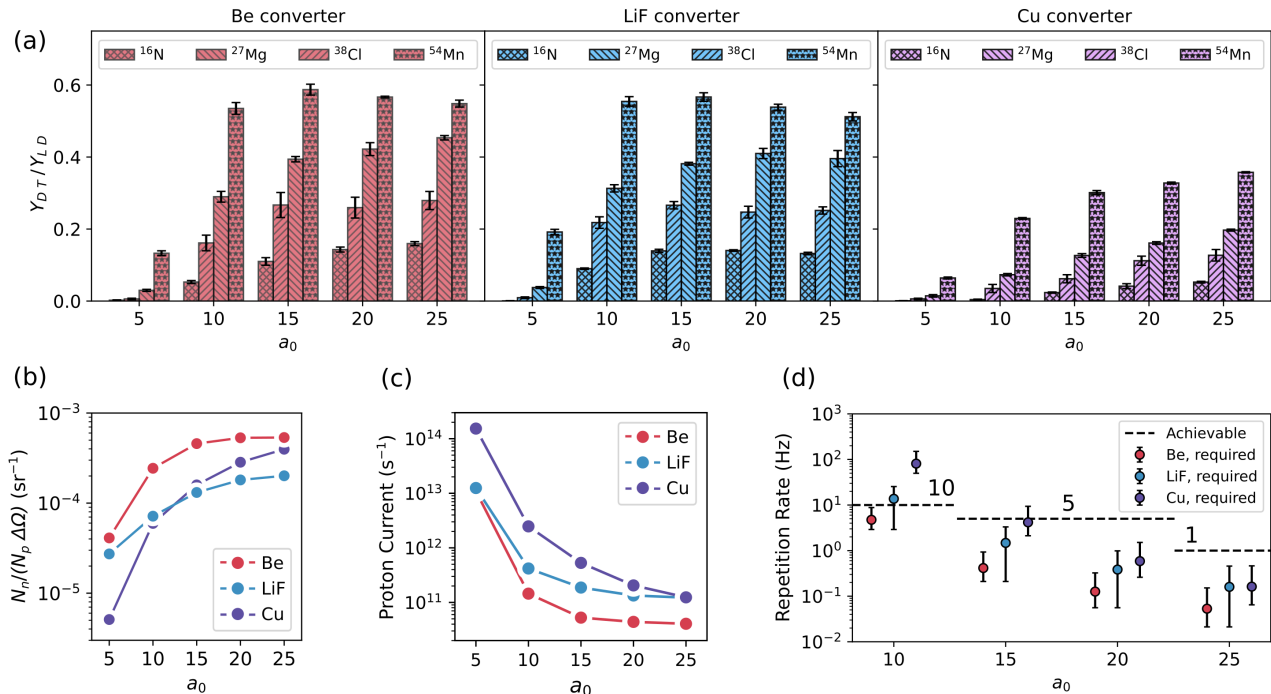 Be converter
LiF converter
Cu converter
(a)
¹⁶N ²⁷Mg ³⁸Cl ⁵⁴Mn
¹⁶N ²⁷Mg ³⁸Cl ⁵⁴Mn
¹⁶N ²⁷Mg ³⁸Cl ⁵⁴Mn
Y_DT / Y_LD
0.6
0.4
0.2
0.0
5 10 15 20 25
5 10 15 20 25
5 10 15 20 25
a₀
a₀
a₀
(b)
N_n/(N_p ΔΩ) (sr⁻¹)
10⁻³
10⁻⁴
10⁻⁵
Be
LiF
Cu
5 10 15 20 25
a₀
(c)
Proton Current (s⁻¹)
10¹⁴
10¹³
10¹²
10¹¹
Be
LiF
Cu
5 10 15 20 25
a₀
(d)
Repetition Rate (Hz)
10³
10²
10¹
10⁰
10⁻¹
10⁻²
Achievable
Be, required
LiF, required
Cu, required
10
5
1
10 15 20 25
a₀